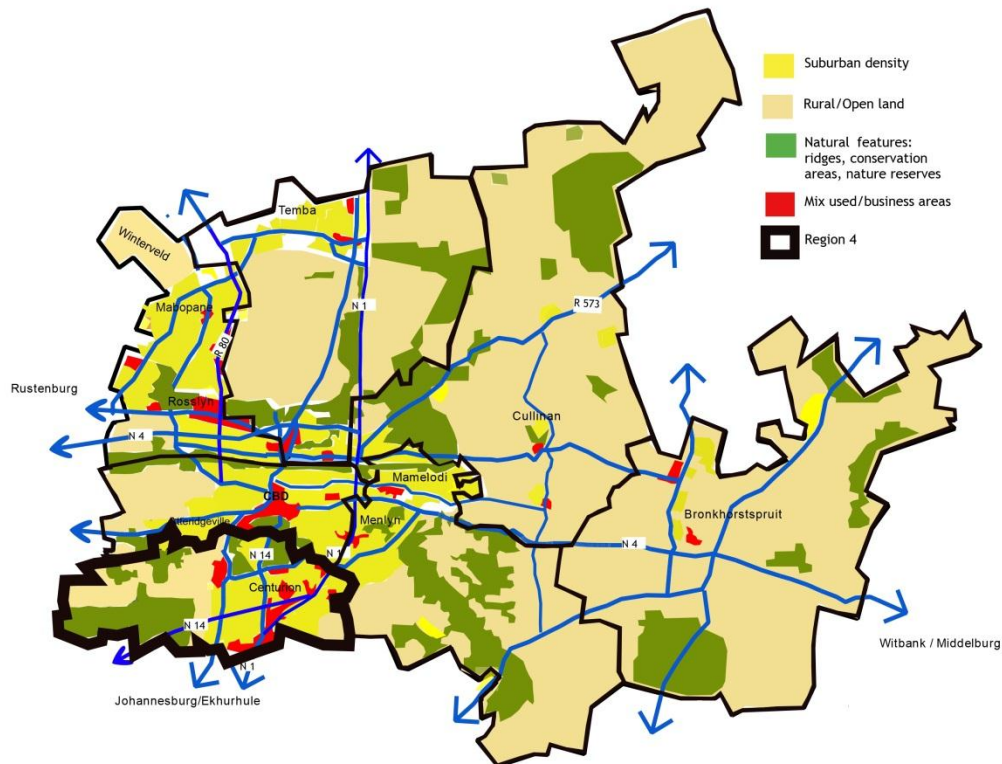 Suburban density
Rural/Open land
Natural features:
ridges, conservation
areas, nature reserves
Mix used/business areas
Region 4
Temba
Winterveld
Mabopane
N 1
R 573
R 80
Rustenburg
Rosslyn
Cullinan
N 4
Mamelodi
CBD
Menlyn
Atteridgeville
Bronkhorstspruit
N 4
N 1
N 14
Centurion
N 14
N 1
Witbank / Middelburg
Johannesburg/Ekhurhule